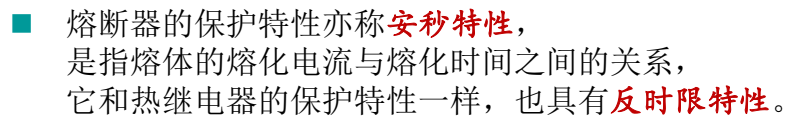 熔断器的保护特性亦称安秒特性，
是指熔体的熔化电流与熔化时间之间的关系，
它和热继电器的保护特性一样，也具有反时限特性。